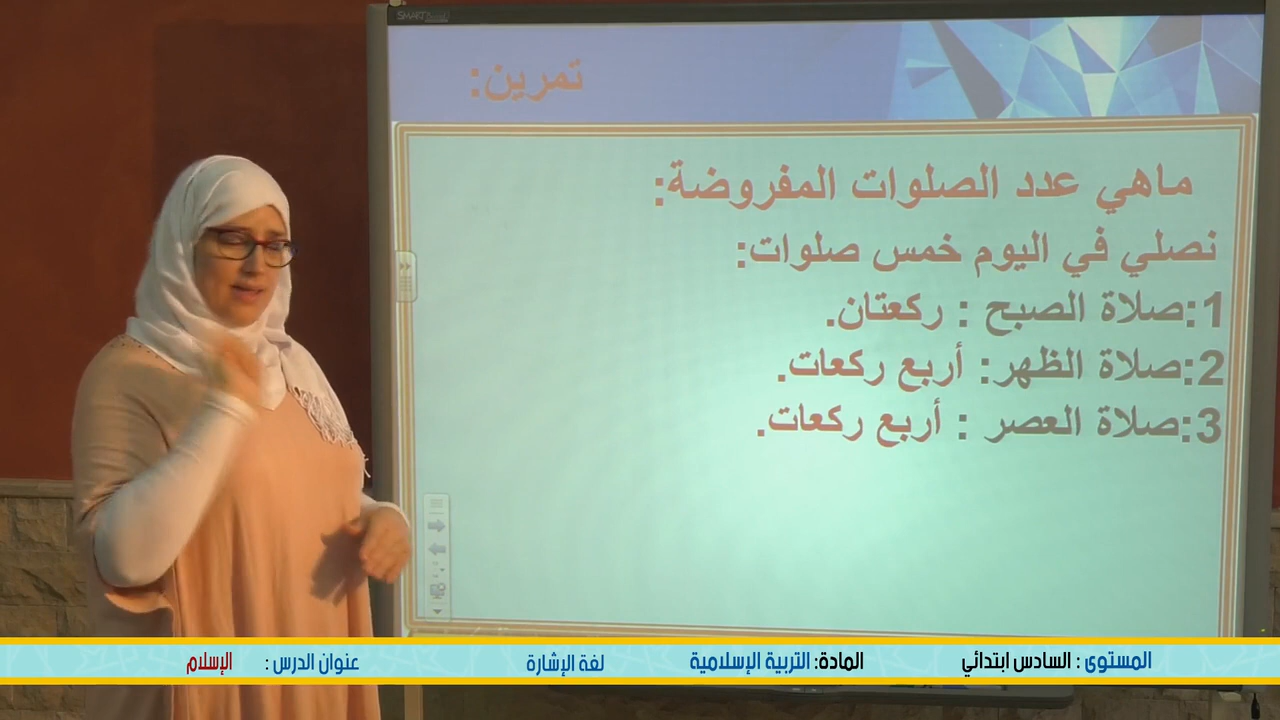 SMART
تمرين:
ماهي عدد الصلوات المفروضة:
نصلي في اليوم خمس صلوات:
1:صلاة الصبح : ركعتان.
2:صلاة الظهر: أربع ركعات.
3:صلاة العصر : أربع ركعات.
المستوى : السادس ابتدائي المادة: التربية الإسلامية لغة الإشارة عنوان الدرس : الإسلام